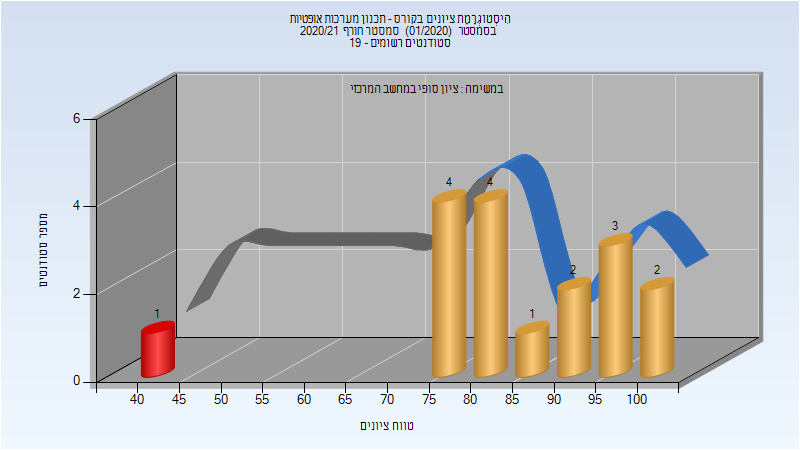 היסטוגרמת ציונים בקורס - תכנון מערכות אופטיות
בסמסטר (01/2020) סמסטר חורף 2020/21
סטודנטים רשומים - 19
במשימה : ציון סופי במחשב המרכזי
מספר סטודנטים
6
4
2
0
1
4
4
1
2
3
2
40 45 50 55 60 65 70 75 80 85 90 95 100
טווח ציונים